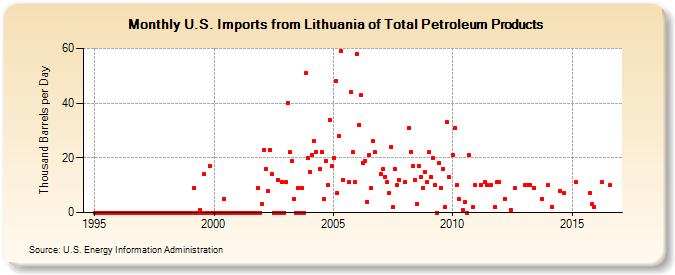 Monthly U.S. Imports from Lithuania of Total Petroleum Products
Thousand Barrels per Day
60
40
20
0
1995 2000 2005 2010 2015
Source: U.S. Energy Information Administration